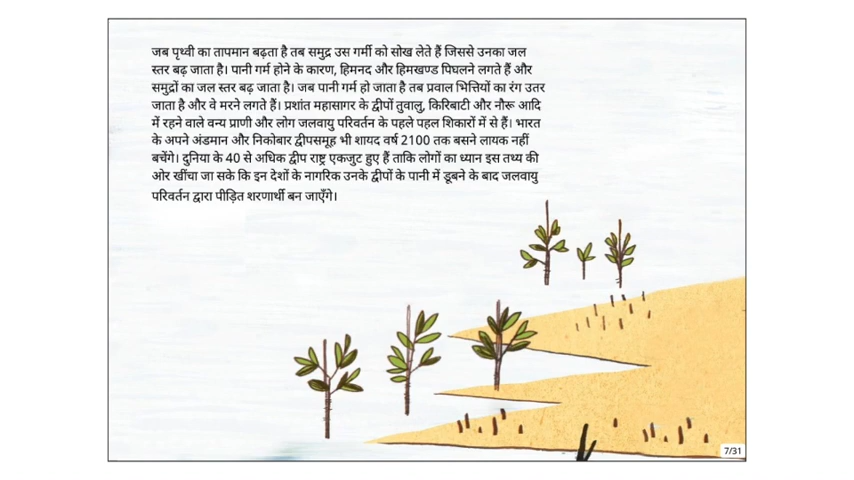 जब पृथ्वी का तापमान बढ़ता है तब समुद्र उस गर्मी को सोख लेते हैं जिससे उनका जल
स्तर बढ़ जाता है। पानी गर्म होने के कारण, हिमनद और हिमखण्ड पिघलने लगते हैं और
समुद्रों का जल स्तर बढ़ जाता है। जब पानी गर्म हो जाता है तब प्रवाल भित्तियों का रंग उतर
जाता है और वे मरने लगते हैं। प्रशांत महासागर के द्वीपों तुवालु, किरिबाटी और नौरू आदि
में रहने वाले वन्य प्राणी और लोग जलवायु परिवर्तन के पहले पहल शिकारों में से हैं। भारत
के अपने अंडमान और निकोबार द्वीपसमूह भी शायद वर्ष 2100 तक बसने लायक नहीं
बचेंगे। दुनिया के 40 से अधिक द्वीप राष्ट्र एकजुट हुए हैं ताकि लोगों का ध्यान इस तथ्य की
ओर खींचा जा सके कि इन देशों के नागरिक उनके द्वीपों के पानी में डूबने के बाद जलवायु
परिवर्तन द्वारा पीड़ित शरणार्थी बन जाएँगे।
7/31